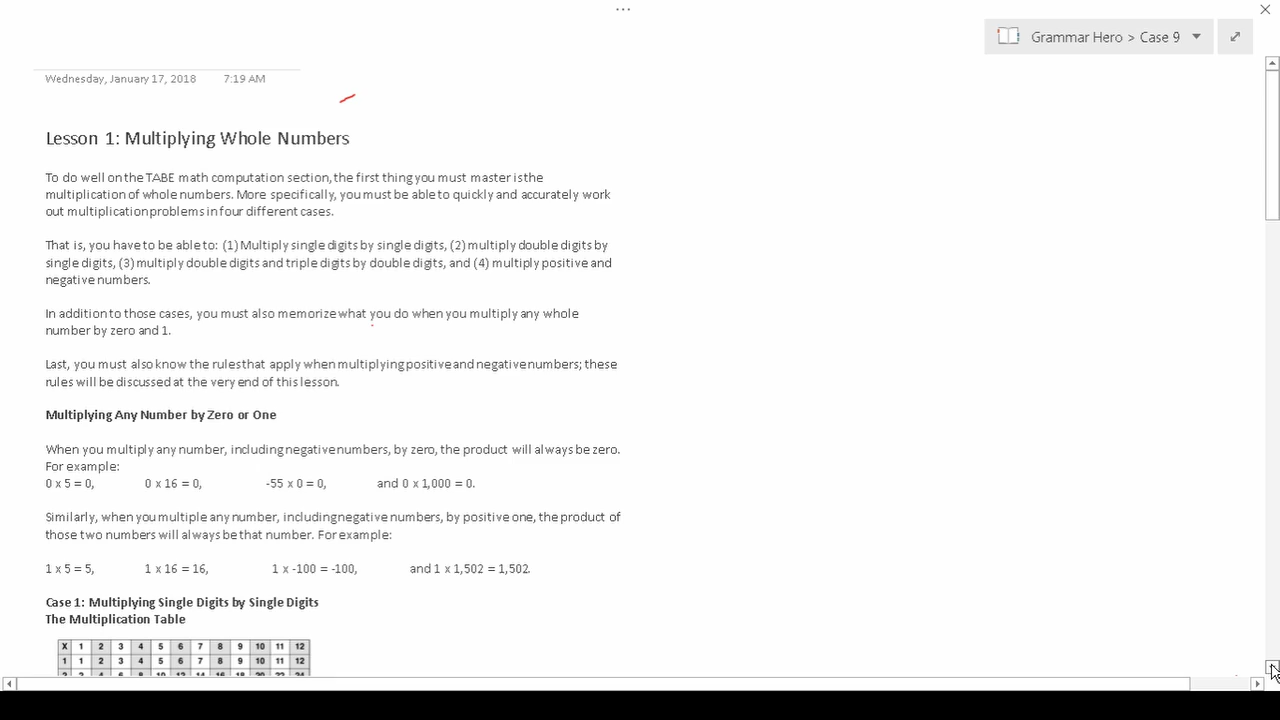 Grammar Hero > Case 9
Wednesday, January 17, 2018 7:19 AM
Lesson 1: Multiplying Whole Numbers
To do well on the TABE math computation section, the first thing you must master is the
multiplication of whole numbers. More specifically, you must be able to quickly and accurately work
out multiplication problems in four different cases.
That is, you have to be able to: (1) Multiply single digits by single digits, (2) multiply double digits by
single digits, (3) multiply double digits and triple digits by double digits, and (4) multiply positive and
negative numbers.
In addition to those cases, you must also memorize what you do when you multiply any whole
number by zero and 1.
Last, you must also know the rules that apply when multiplying positive and negative numbers; these
rules will be discussed at the very end of this lesson.
Multiplying Any Number by Zero or One
When you multiply any number, including negative numbers, by zero, the product will always be zero.
For example:
0 x 5 = 0, 0 x 16 = 0, -55 x 0 = 0, and 0 x 1,000 = 0.
Similarly, when you multiple any number, including negative numbers, by positive one, the product of
those two numbers will always be that number. For example:
1 x 5 = 5, 1 x 16 = 16, 1 x -100 = -100, and 1 x 1,502 = 1,502.
Case 1: Multiplying Single Digits by Single Digits
The Multiplication Table
X 1 2 3 4 5 6 7 8 9 10 11 12
1 1 2 3 4 5 6 7 8 9 10 11 12